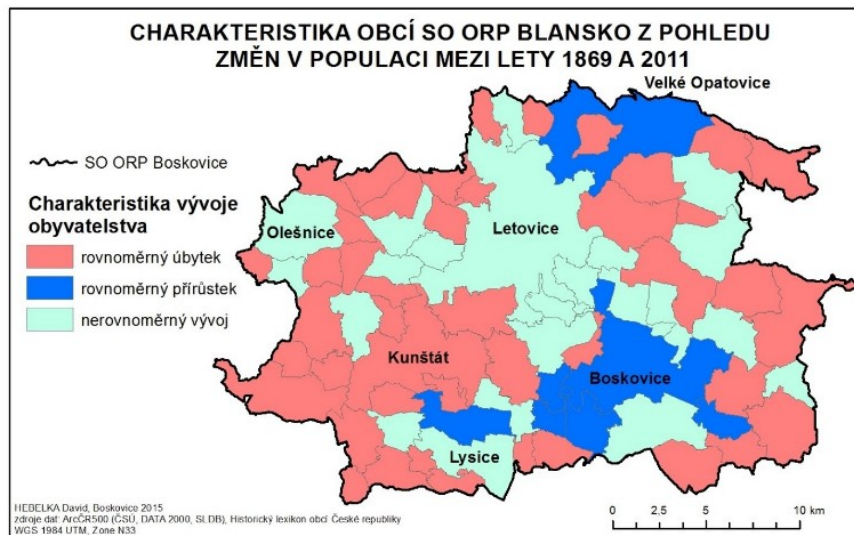 CHARAKTERISTIKA OBCÍ SO ORP BLANSKO Z POHLEDU
ZMĚN V POPULACI MEZI LETY 1869 A 2011
Velké Opatovice
SO ORP Boskovice
Charakteristika vývoje
obyvatelstva
rovnoměrný úbytek
rovnoměrný přírůstek
nerovnoměrný vývoj
Olešnice
Letovice
Kunštát
Boskovice
Lysice
HEBELKA David, Boskovice 2015
zdroje dat: ArcČR500 (ČSÚ, DATA 2000, SLDB), Historický lexikon obcí České republiky
WGS 1984 UTM, Zone N33
0 2,5 5 10 km